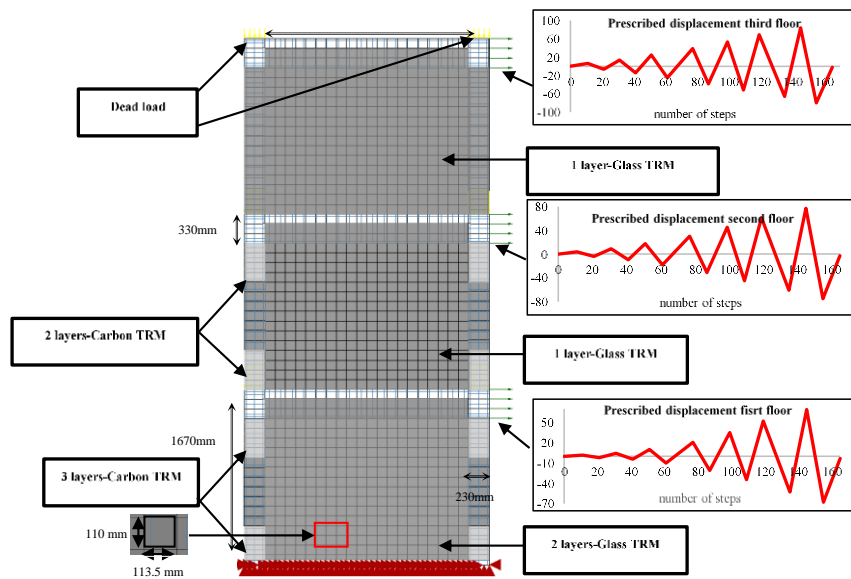 Prescribed displacement third floor
100
60
20
-20
-60
-100
0 20 40 60 80 100 120 140 160
number of steps
Dead load
1 layer-Glass TRM
330mm
Prescribed displacement second floor
80
40
0
-40
-80
0 20 40 60 80 100 120 140 160
number of steps
2 layers-Carbon TRM
1 layer-Glass TRM
Prescribed displacement fisrt floor
50
20
-10
-40
-70
0 20 40 60 80 100 120 140 160
number of steps
1670mm
3 layers-Carbon TRM
230mm
110 mm
113.5 mm
2 layers-Glass TRM